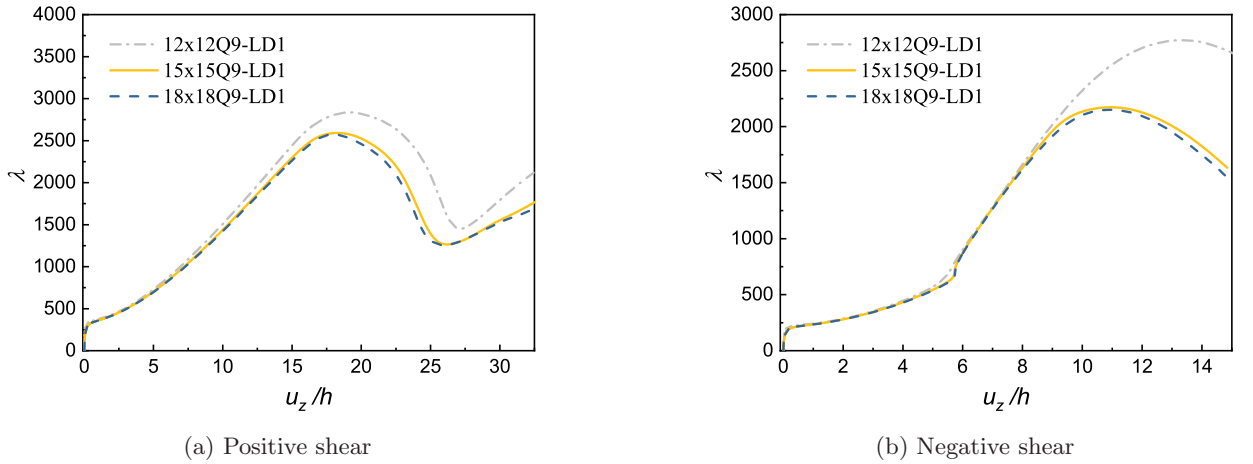 4000
3500
3000
2500
2000
1500
1000
500
0
λ
12x12Q9-LD1
15x15Q9-LD1
18x18Q9-LD1
0 5 10 15 20 25 30
u_z/h
(a) Positive shear
3000
2500
2000
1500
1000
500
0
λ
12x12Q9-LD1
15x15Q9-LD1
18x18Q9-LD1
0 2 4 6 8 10 12 14
u_z/h
(b) Negative shear